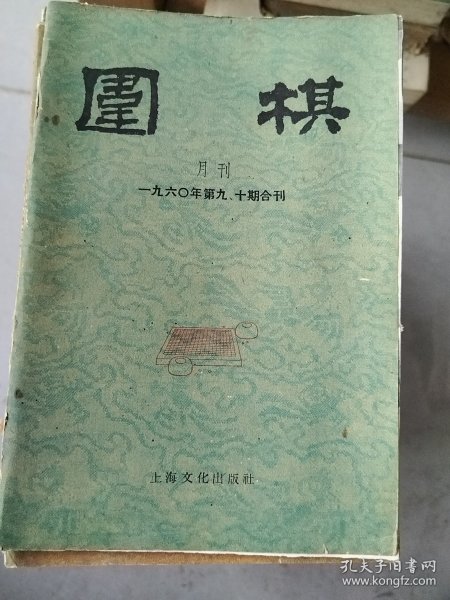 圍 棋
月刊
一九六〇年第九、十期合刊
上海文化出版社
孔夫子旧书网
www.kongfz.com